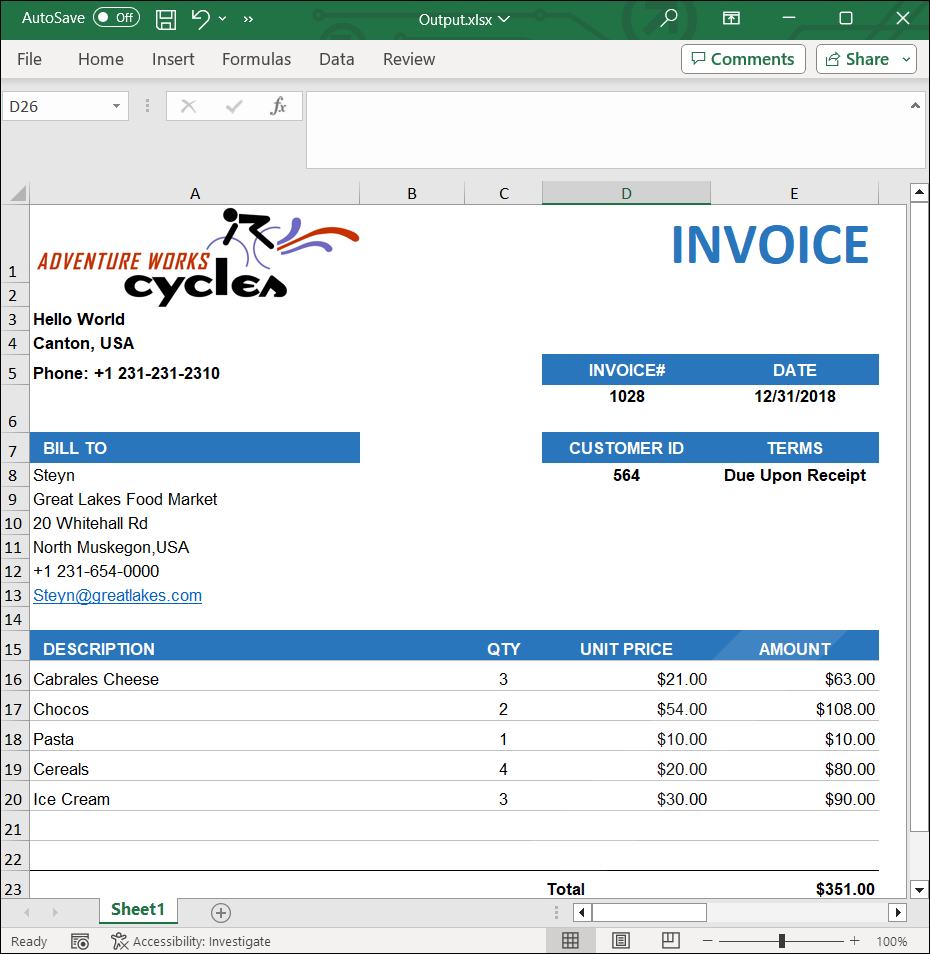 AutoSave Off Output.xlsx
File Home Insert Formulas Data Review Comments Share
D26 fx
A B C D E
ADVENTURE WORKS
cycles
INVOICE
1
2
3 Hello World
4 Canton, USA
5 Phone: +1 231-231-2310 INVOICE# DATE
1028 12/31/2018
6
7 BILL TO CUSTOMER ID TERMS
8 Steyn 564 Due Upon Receipt
9 Great Lakes Food Market
10 20 Whitehall Rd
11 North Muskegon,USA
12 +1 231-654-0000
13 Steyn@greatlakes.com
14
15 DESCRIPTION QTY UNIT PRICE AMOUNT
16 Cabrales Cheese 3 $21.00 $63.00
17 Chocos 2 $54.00 $108.00
18 Pasta 1 $10.00 $10.00
19 Cereals 4 $20.00 $80.00
20 Ice Cream 3 $30.00 $90.00
21
22
23 Total $351.00
Sheet1
Ready Accessibility: Investigate 100%